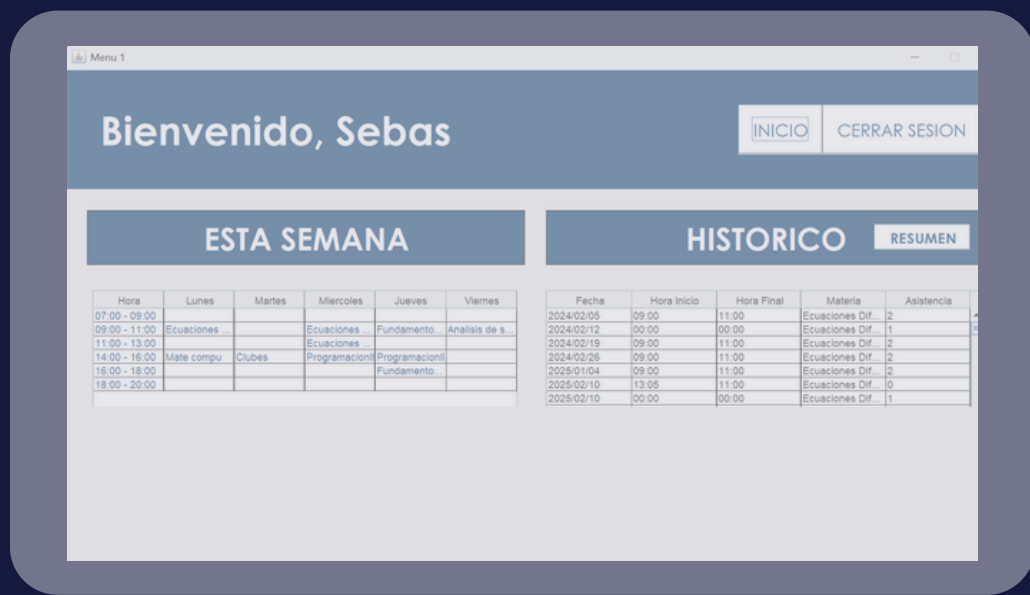 Menu 1
Bienvenido, Sebas
INICIO CERRAR SESION
ESTA SEMANA
HISTORICO RESUMEN
Hora Lunes Martes Miercoles Jueves Viernes
07:00 - 09:00
09:00 - 11:00 Ecuaciones ... Ecuaciones ... Fundamento... Analisis de s...
11:00 - 13:00 Ecuaciones ...
14:00 - 16:00 Mate compu Clubes ProgramacionII ProgramacionII
16:00 - 18:00 Fundamento...
18:00 - 20:00
Fecha Hora Inicio Hora Final Materia Asistencia
2024/02/05 09:00 11:00 Ecuaciones Dif... 2
2024/02/12 00:00 00:00 Ecuaciones Dif... 1
2024/02/19 09:00 11:00 Ecuaciones Dif... 2
2024/02/26 09:00 11:00 Ecuaciones Dif... 2
2025/01/04 09:00 11:00 Ecuaciones Dif... 2
2025/02/10 13:05 11:00 Ecuaciones Dif... 0
2025/02/10 00:00 00:00 Ecuaciones Dif... 1